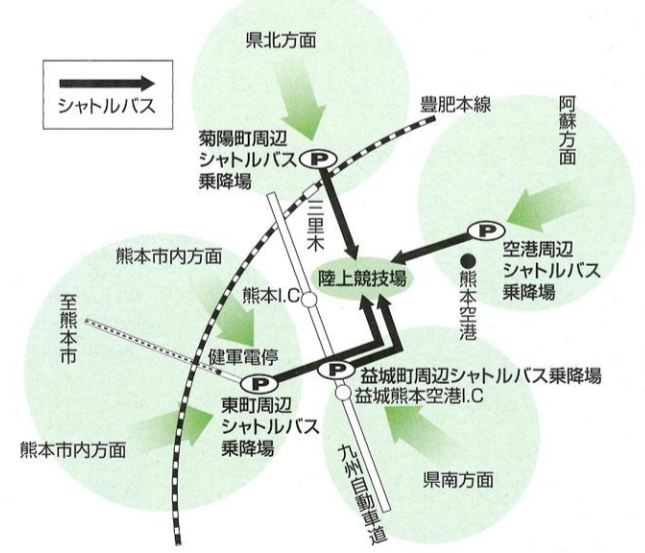 県北方面
シャトルバス
豊肥本線
阿蘇方面
菊陽町周辺
シャトルバス
乗降場
P
三里木
P
空港周辺
シャトルバス
乗降場
熊本市内方面
陸上競技場
熊本空港
熊本I.C
至熊本市
健軍電停
P
東町周辺
シャトルバス
乗降場
P
益城町周辺シャトルバス乗降場
益城熊本空港I.C
熊本市内方面
九州自動車道
県南方面